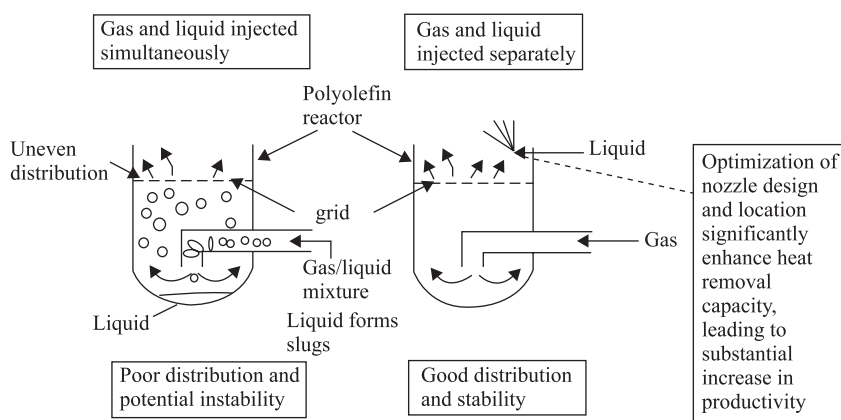 Gas and liquid injected
simultaneously
Gas and liquid
injected separately
Polyolefin
reactor
Uneven
distribution
Liquid
grid
Gas
Gas/liquid
mixture
Liquid
Liquid forms
slugs
Optimization of
nozzle design
and location
significantly
enhance heat
removal
capacity,
leading to
substantial
increase in
productivity
Poor distribution and
potential instability
Good distribution
and stability